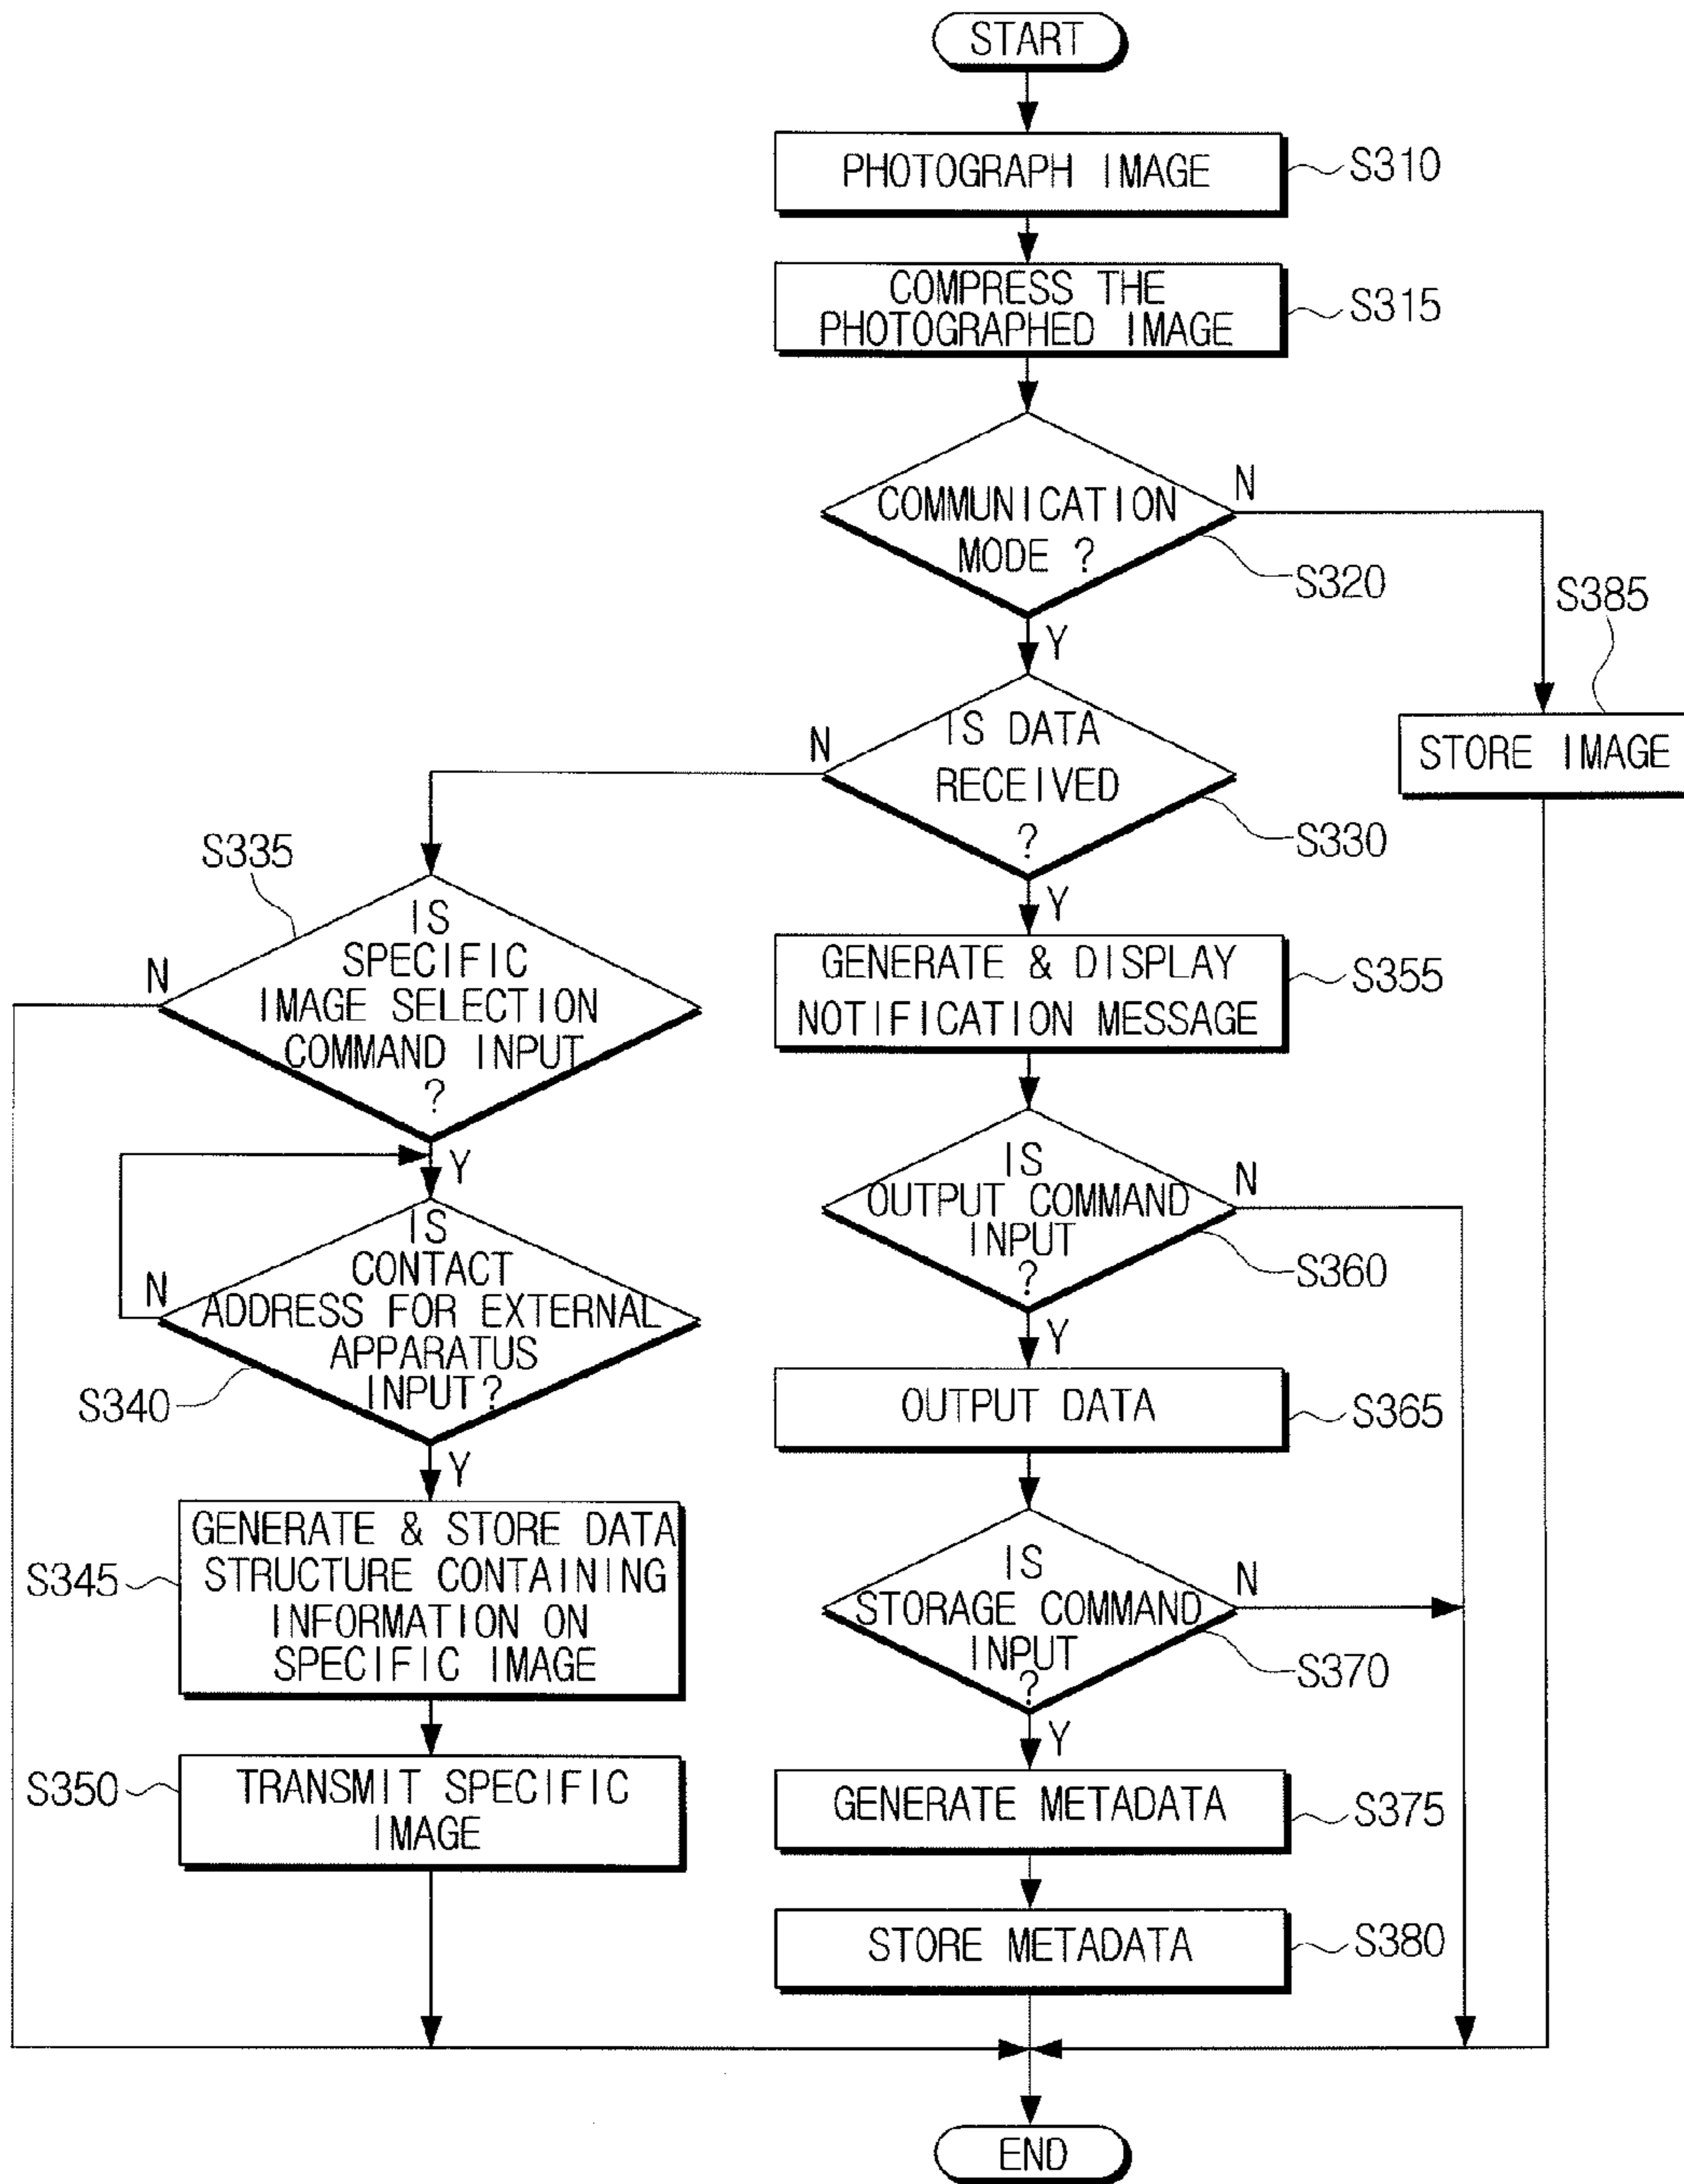 START
PHOTOGRAPH IMAGE
S310
COMPRESS THE
PHOTOGRAPHED IMAGE
S315
COMMUNICATION
MODE ?
N
S320
Y
S385
STORE IMAGE
IS DATA
RECEIVED
?
N
S330
Y
S335
IS
SPECIFIC
IMAGE SELECTION
COMMAND INPUT
?
N
Y
GENERATE & DISPLAY
NOTIFICATION MESSAGE
S355
IS
OUTPUT COMMAND
INPUT
?
N
S360
Y
IS
CONTACT
ADDRESS FOR EXTERNAL
APPARATUS
INPUT?
N
S340
Y
OUTPUT DATA
S365
GENERATE & STORE DATA
STRUCTURE CONTAINING
INFORMATION ON
SPECIFIC IMAGE
S345
IS
STORAGE COMMAND
INPUT
?
N
S370
Y
TRANSMIT SPECIFIC
IMAGE
S350
GENERATE METADATA
S375
STORE METADATA
S380
END